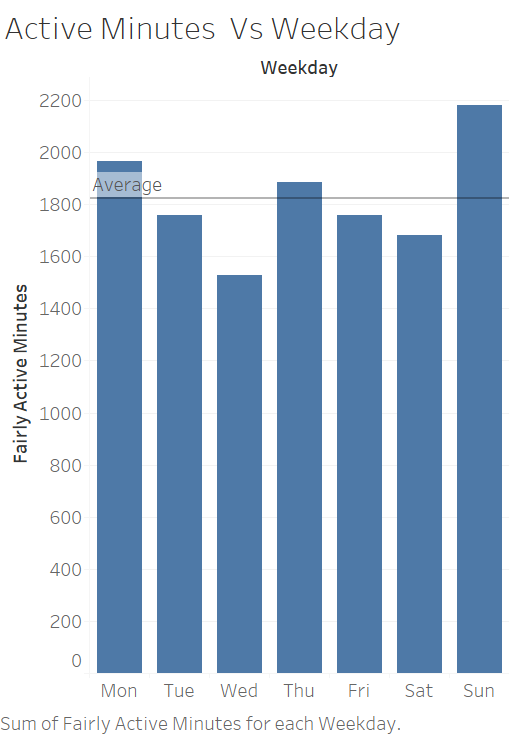 Active Minutes  Vs Weekday
Weekday
Fairly Active Minutes
2200
2000
1800
1600
1400
1200
1000
800
600
400
200
0
Average
Mon Tue Wed Thu Fri Sat Sun
Sum of Fairly Active Minutes for each Weekday.